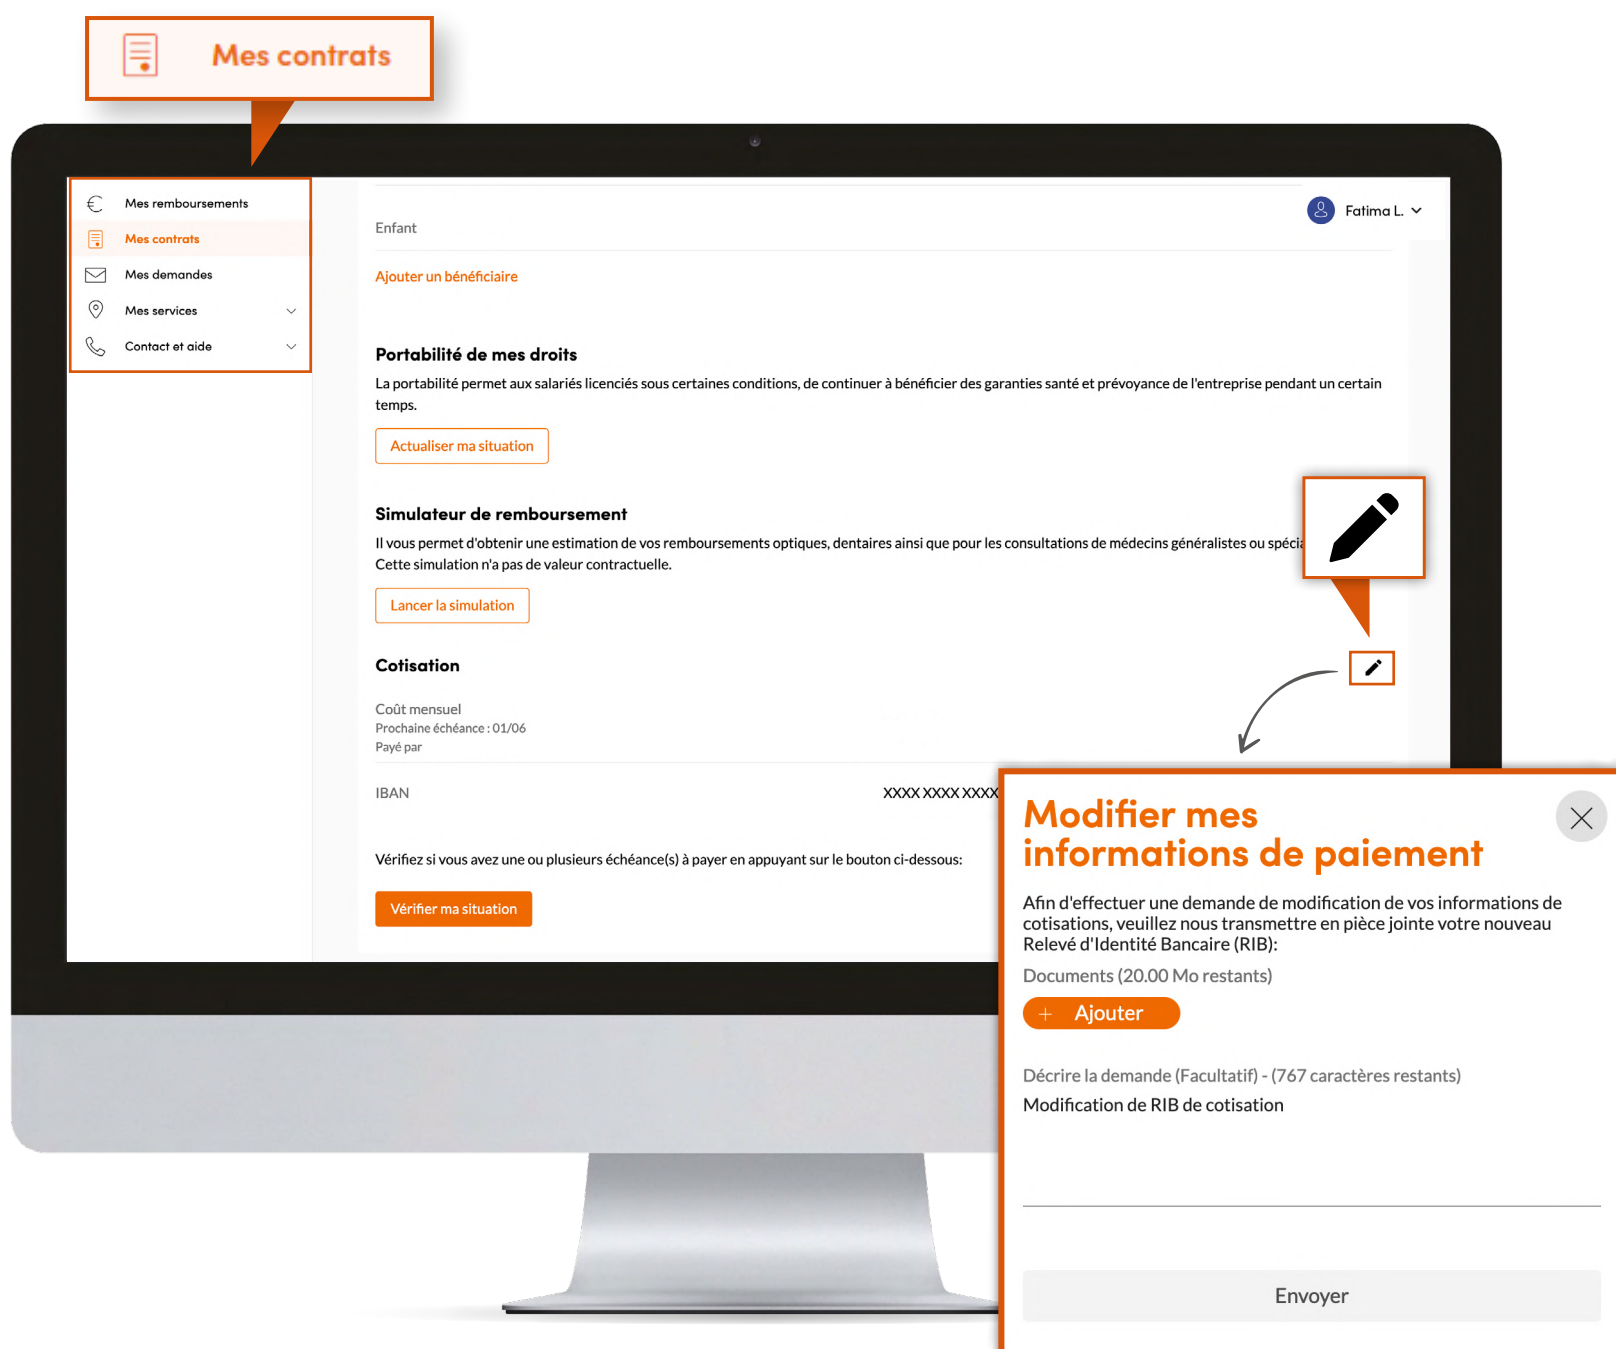 Mes contrats
Mes remboursements
Mes contrats
Mes demandes
Mes services
Contact et aide
Fatima L.
Enfant
Ajouter un bénéficiaire
Portabilité de mes droits
La portabilité permet aux salariés licenciés sous certaines conditions, de continuer à bénéficier des garanties santé et prévoyance de l'entreprise pendant un certain
temps.
Actualiser ma situation
Simulateur de remboursement
Il vous permet d'obtenir une estimation de vos remboursements optiques, dentaires ainsi que pour les consultations de médecins généralistes ou
Cette simulation n'a pas de valeur contractuelle.
Lancer la simulation
Cotisation
Coût mensuel
Prochaine échéance : 01/06
Payé par
IBAN
XXXX XXXX XXXX
Vérifiez si vous avez une ou plusieurs échéance(s) à payer en appuyant sur le bouton ci-dessous:
Vérifier ma situation
Modifier mes
informations de paiement
Afin d'effectuer une demande de modification de vos informations de
cotisations, veuillez nous transmettre en pièce jointe votre nouveau
Relevé d'Identité Bancaire (RIB):
Documents (20.00 Mo restants)
+ Ajouter
Décrire la demande (Facultatif) - (767 caractères restants)
Modification de RIB de cotisation
Envoyer